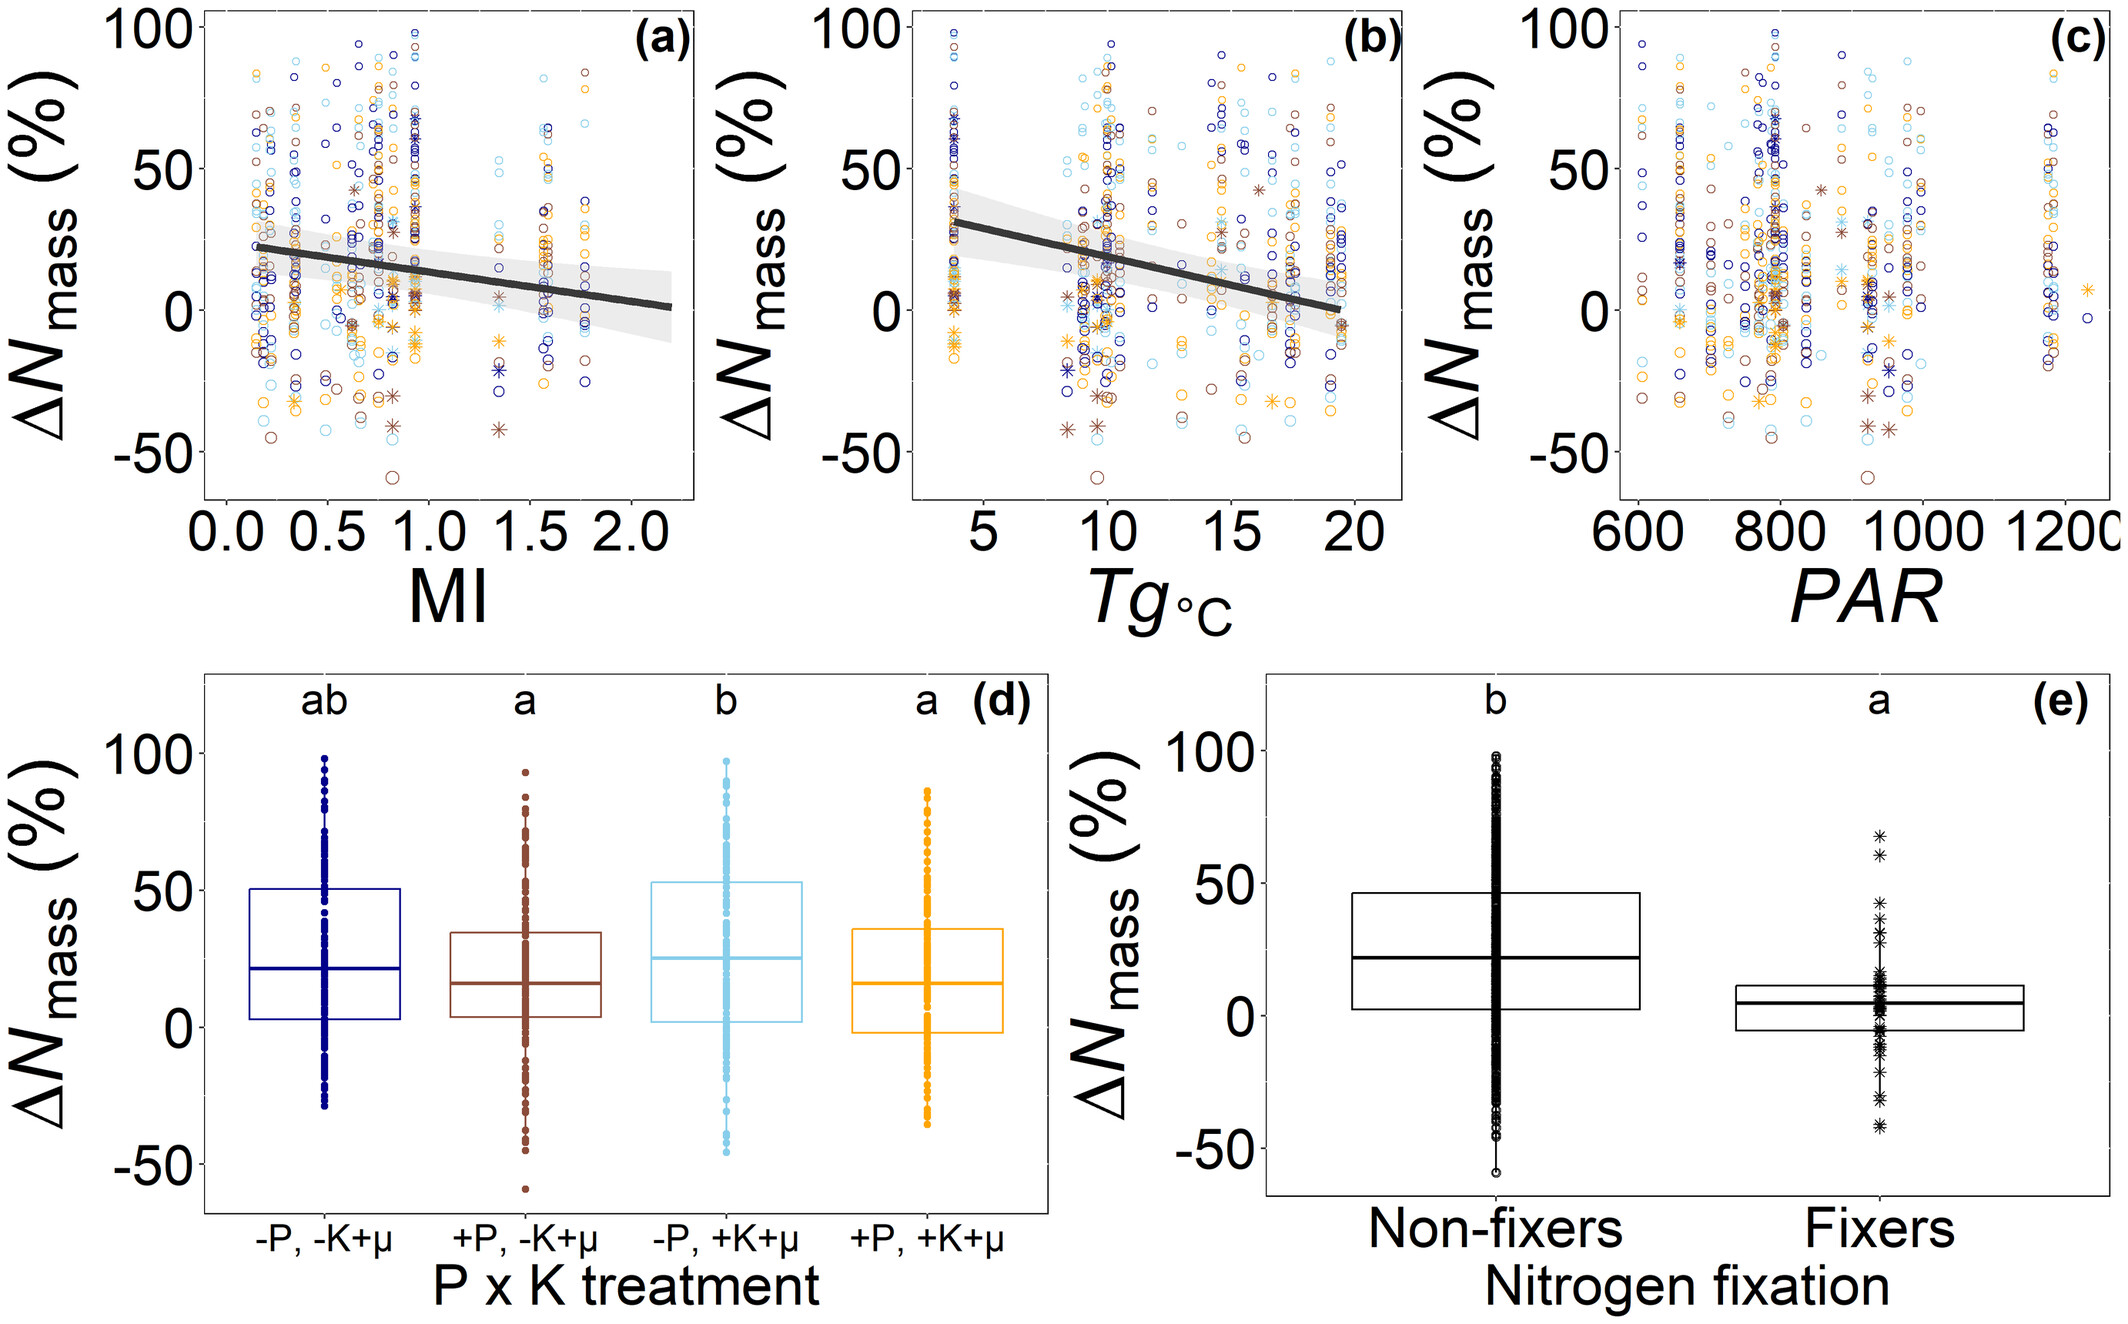 ΔNmass (%)
100
50
0
-50
(a)
0.0 0.5 1.0 1.5 2.0
MI
ΔNmass (%)
100
50
0
-50
(b)
5 10 15 20
Tg°C
ΔNmass (%)
100
50
0
-50
(c)
600 800 1000 1200
PAR
ΔNmass (%)
100
50
0
-50
ab a b a (d)
-P, -K+μ +P, -K+μ -P, +K+μ +P, +K+μ
P x K treatment
ΔNmass (%)
100
50
0
-50
b a (e)
Non-fixers Fixers
Nitrogen fixation